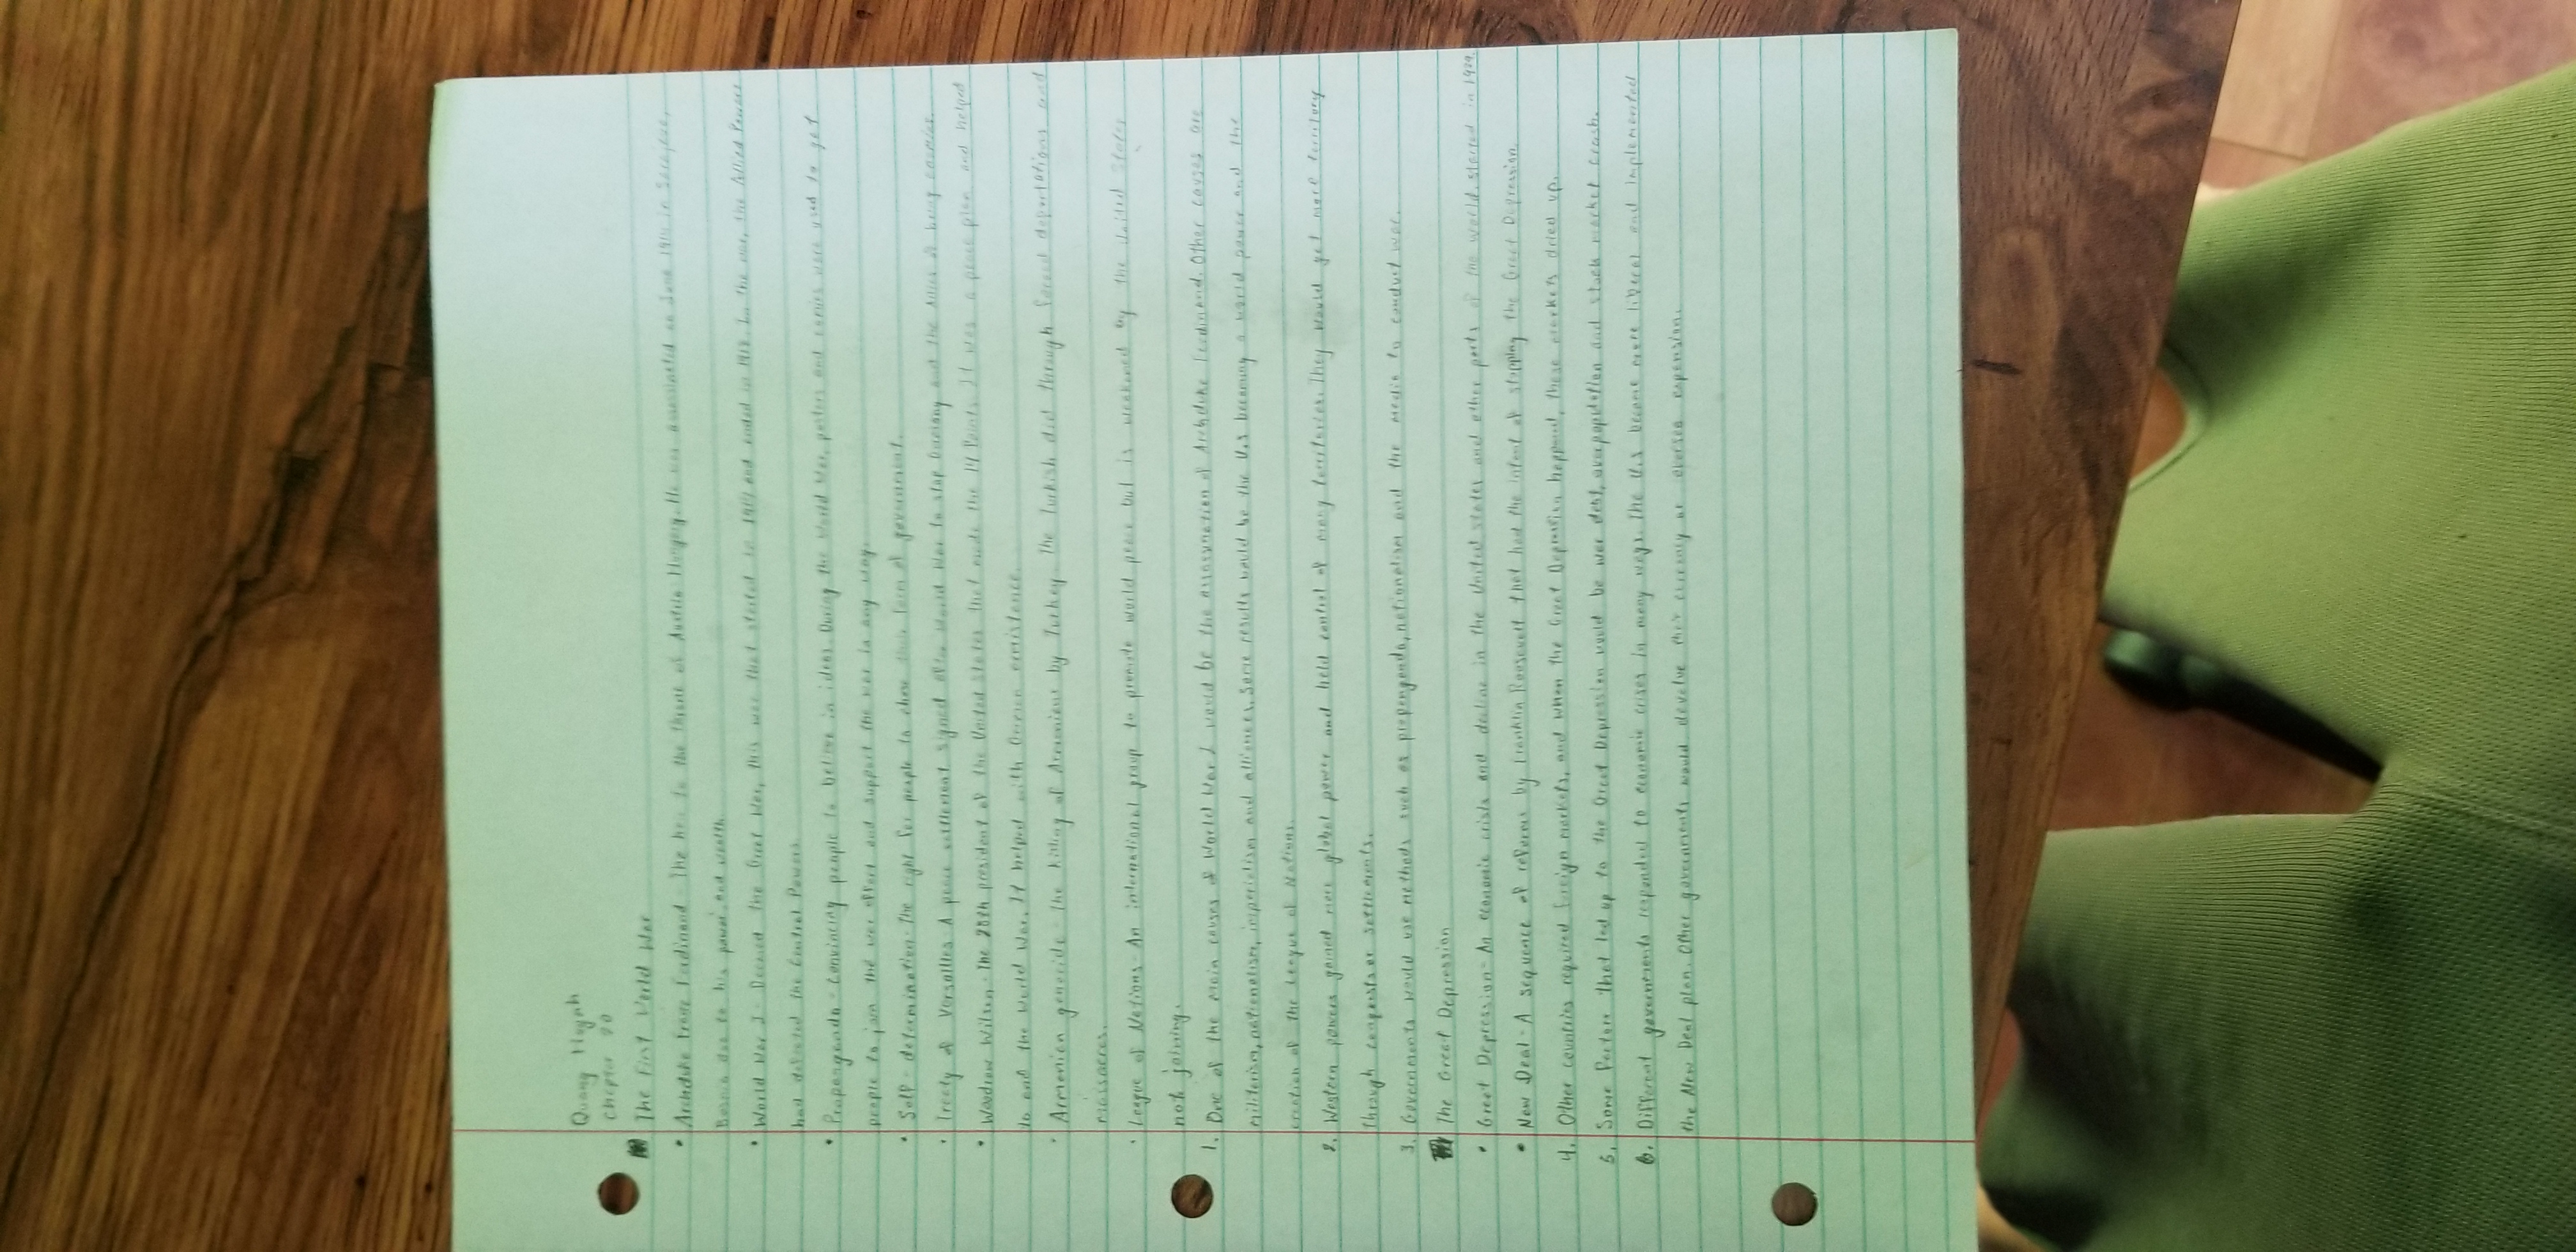 Quang Huynh
Chapter 20
The First World War
• Archduke Franz Ferdinand - The heir to the throne of Austria Hungary. He was assassinated on June 1914 in Sarajevo,
Bosnia due to his power and wealth
• World War I - Deemed the Great War, this war that started in 1914 and ended in 1918. In the war, the Allied Powers
had defeated the Central Powers.
• Propanganda - Convincing people to believe in ideas. During the World War, posters and comics were used to get
people to join the war effort and support the war in any way.
• Self - determination - The right for people to chose their form of government.
• Treaty of Versailles - A peace settlement signed after World War to stop Germany and the Allies being enemies.
• Woodrow Wilson - The 28th president of the United States that made the 14 Points. It was a peace plan and helped
to end the World War. It helped with German
• Armenian genocide - The killing of Armenians by Turkey. The Turkish did through forced deportations and
massacres.
• League of Nations - An international group to promote world peace but is weakened by the United States
not joining.
1. One of the main causes of World War I would be the assassination of Archduke Ferdinand. Other causes are
militarism, nationalism, imperialism and alliances. Some results would be the U.S becoming a world power and the
creation of the League of Nations.
2. Western powers gained more global power and held control of many territories. They would get more territory
through conquests or settlements.
3. Governments would use methods such as propenganda, nationalism and the media to conduct war.
The Great Depression
• Great Depression - An economic crisis and decline in the United states and other parts of the world. started in 1929.
• New Deal - A sequence of reforms by Franklin Roosevelt that had the intent of stopping the Great Depression.
4. Other countries required foreign markets, and when the Great Depression happened, these markets dried up.
5. Some factors that led up to the Great Depression would be war debt, overpopulation and stock market crash.
6. Different governments responded to economic crises in many ways. The U.S became more liberal and implemented
the New Deal plan. Other governments would devalue their currency or expansion.